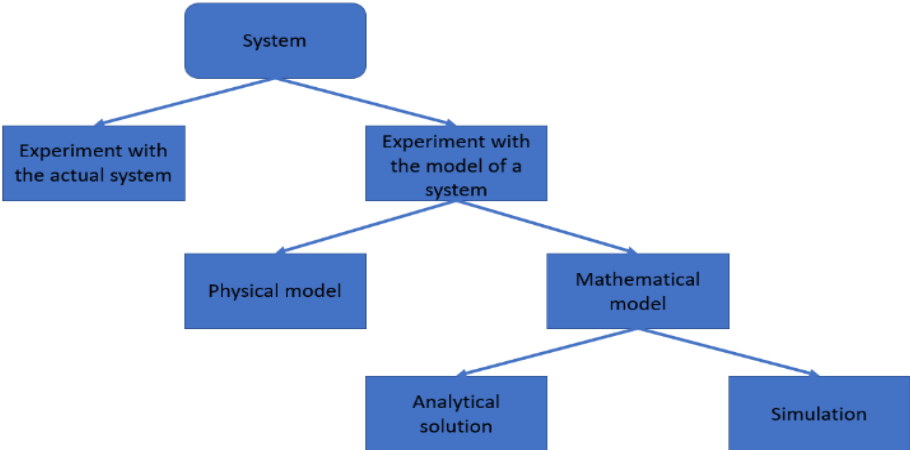 System
Experiment with
the actual system
Experiment with
the model of a
system
Physical model
Mathematical
model
Analytical
solution
Simulation